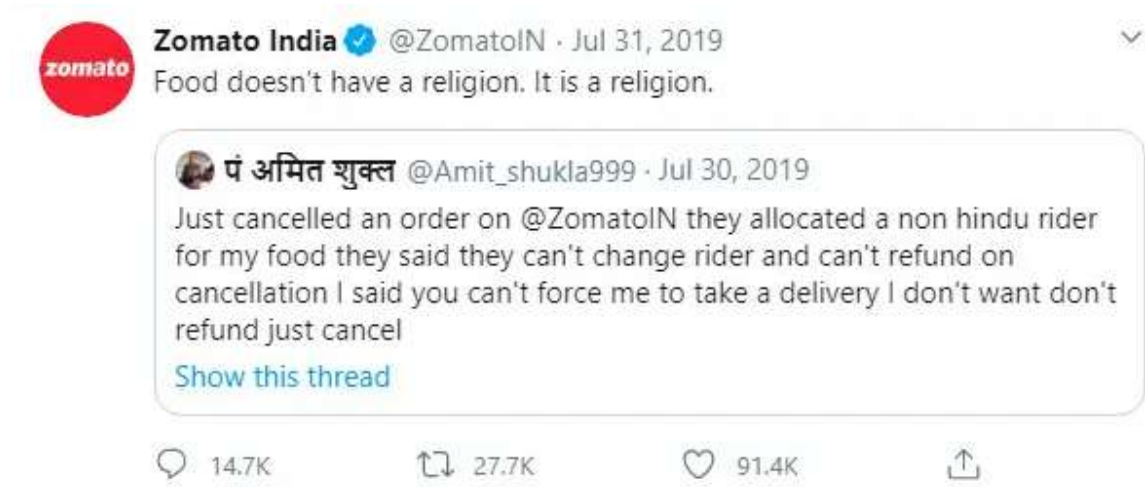 Zomato India @ZomatoIN · Jul 31, 2019
zomato
Food doesn't have a religion. It is a religion.
पं अमित शुक्ल @Amit_shukla999 · Jul 30, 2019
Just cancelled an order on @ZomatoIN they allocated a non hindu rider
for my food they said they can't change rider and can't refund on
cancellation I said you can't force me to take a delivery I don't want don't
refund just cancel
Show this thread
14.7K 27.7K 91.4K